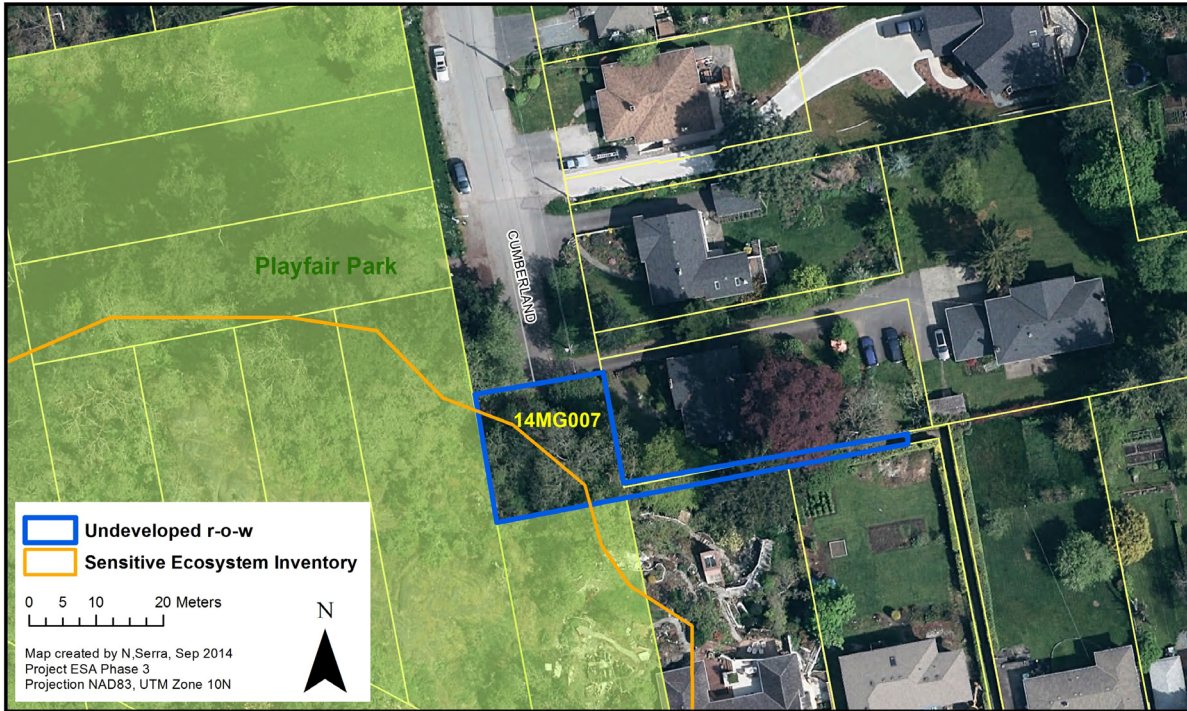 Playfair Park
CUMBERLAND
14MG007
Undeveloped r-o-w
Sensitive Ecosystem Inventory
0 5 10 20 Meters
N
Map created by N,Serra, Sep 2014
Project ESA Phase 3
Projection NAD83, UTM Zone 10N